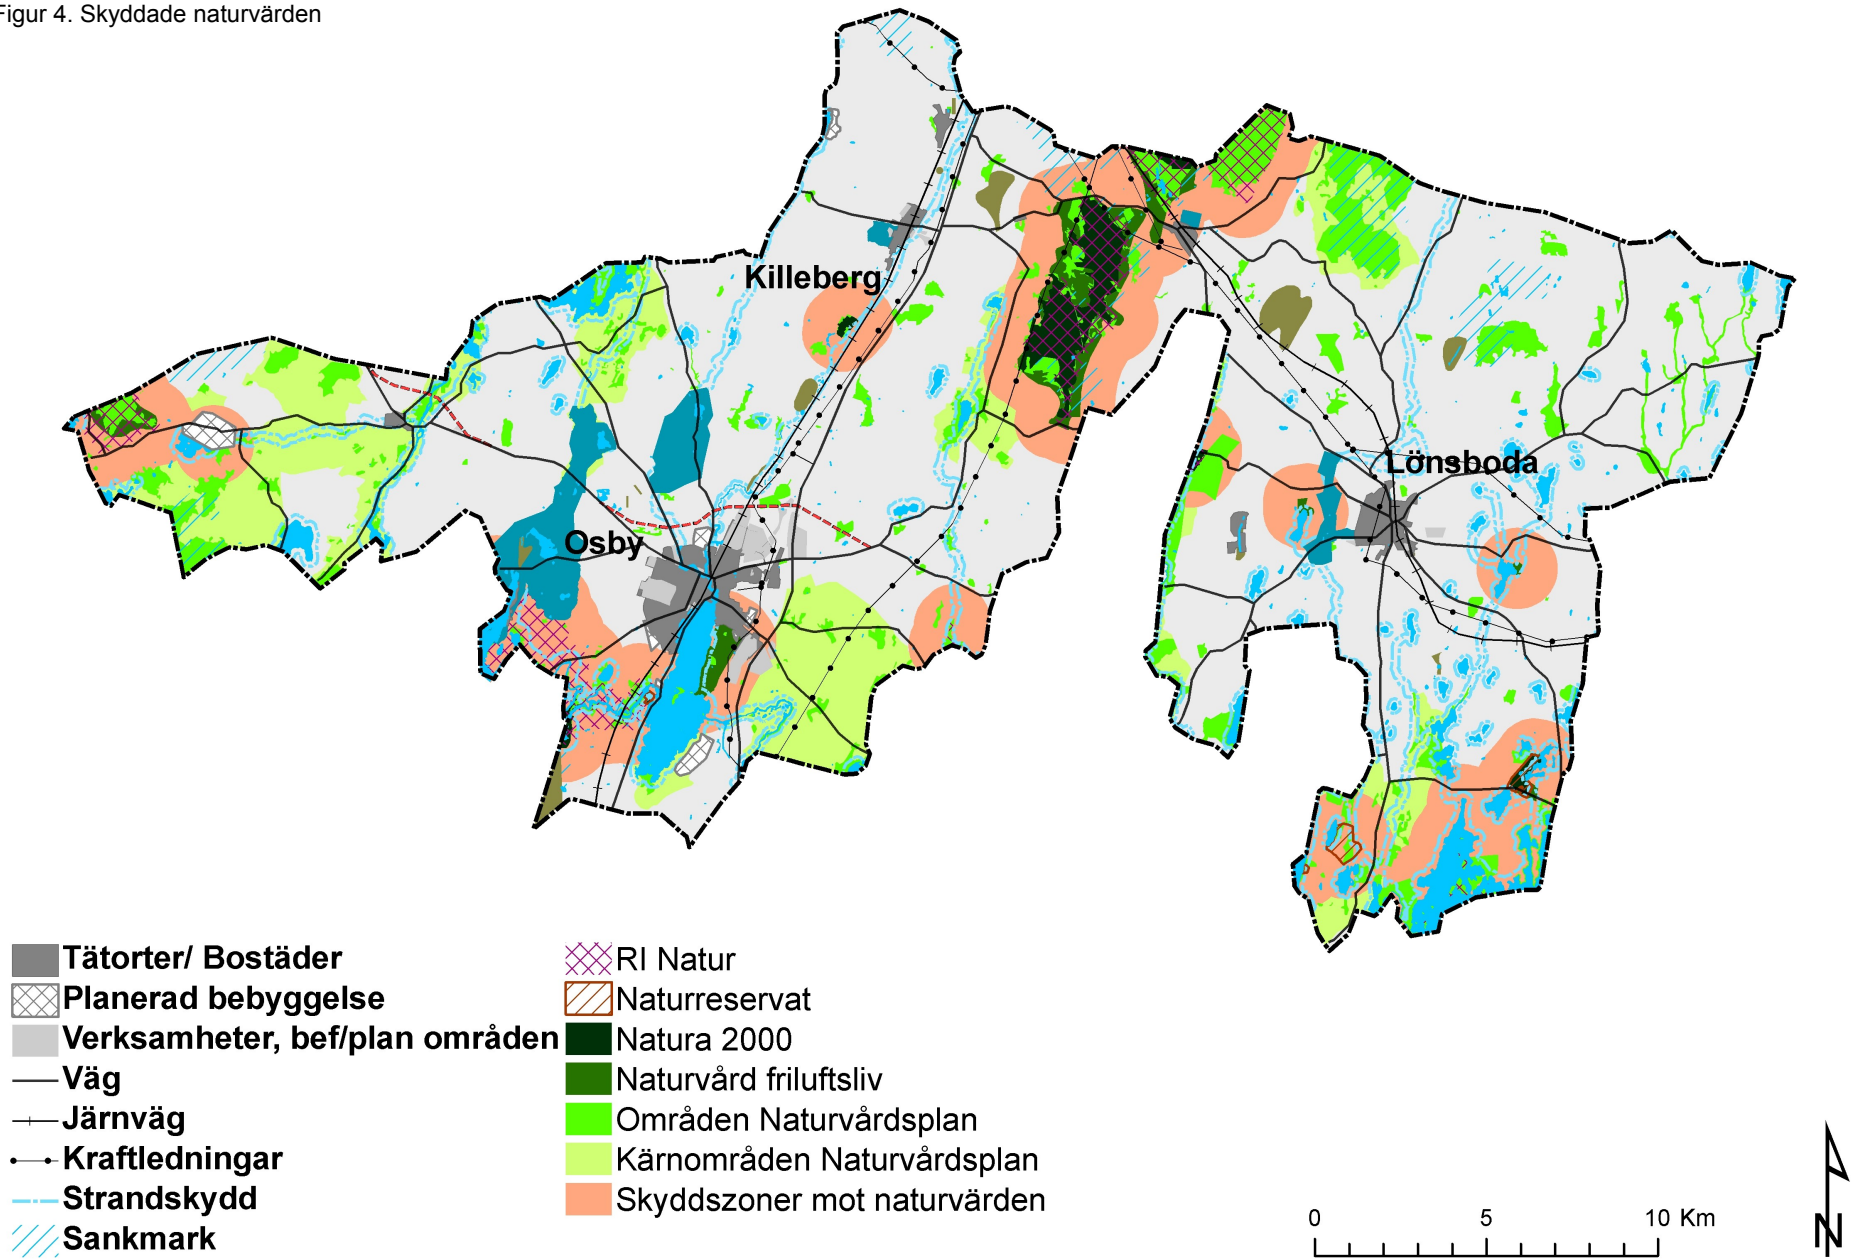 Figur 4. Skyddade naturvärden
Killeberg
Lönsboda
Osby
Tätorter/ Bostäder
Planerad bebyggelse
Verksamheter, bef/plan områden
Väg
Järnväg
Kraftledningar
Strandskydd
Sankmark
RI Natur
Naturreservat
Natura 2000
Naturvård friluftsliv
Områden Naturvårdsplan
Kärnområden Naturvårdsplan
Skyddszoner mot naturvärden
0 5 10 Km
N